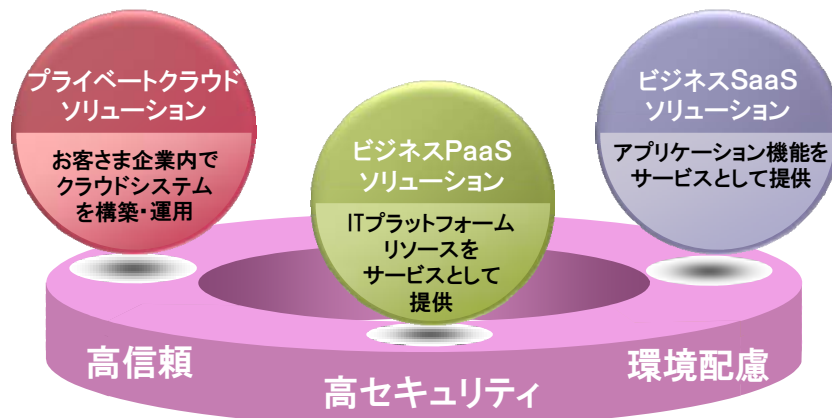 プライベートクラウド
ソリューション
お客さま企業内で
クラウドシステム
を構築・運用
ビジネスPaaS
ソリューション
ITプラットフォーム
リソースを
サービスとして
提供
ビジネスSaaS
ソリューション
アプリケーション機能を
サービスとして提供
高信頼
高セキュリティ
環境配慮